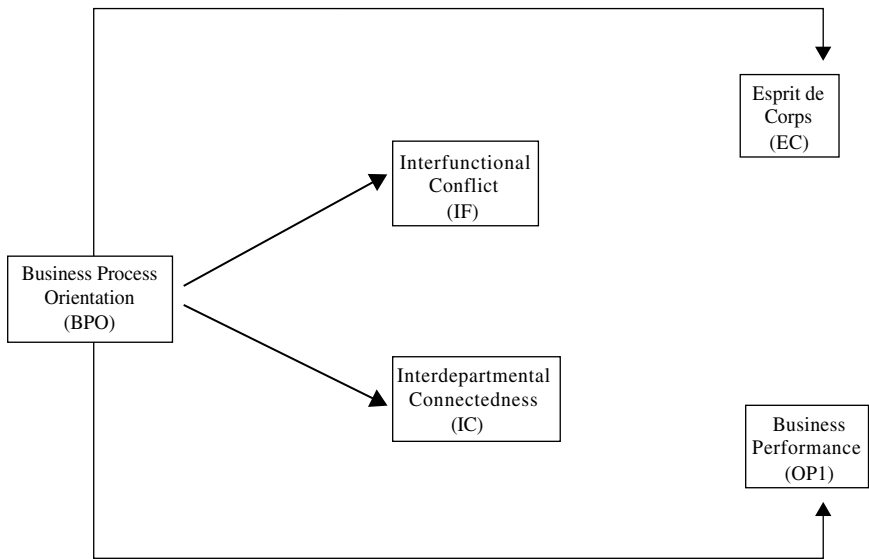 Esprit de
Corps
(EC)
Interfunctional
Conflict
(IF)
Business Process
Orientation
(BPO)
Interdepartmental
Connectedness
(IC)
Business
Performance
(OP1)